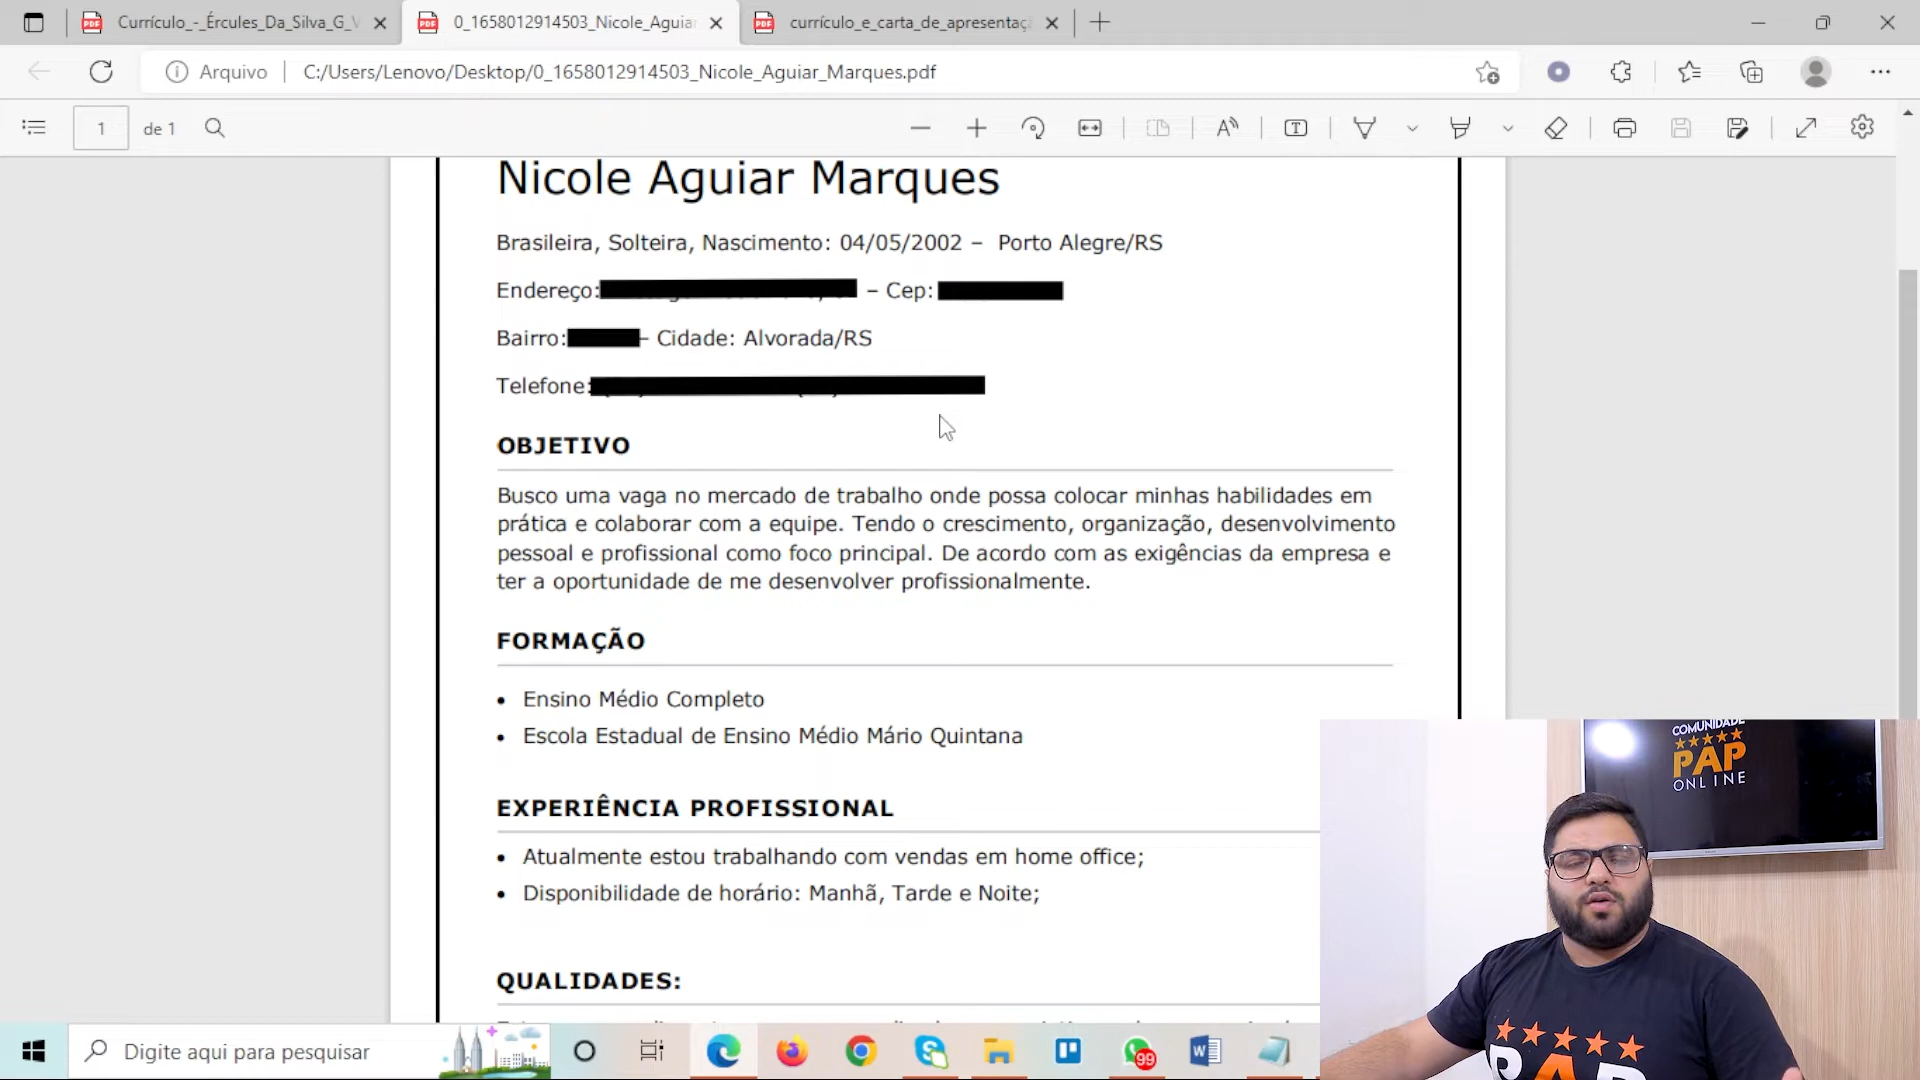 Currículo_-_Ércules_Da_Silva_G_V
0_1658012914503_Nicole_Aguiar
currículo_e_carta_de_apresentaç
Arquivo
C:/Users/Lenovo/Desktop/0_1658012914503_Nicole_Aguiar_Marques.pdf
1 de 1
Nicole Aguiar Marques
Brasileira, Solteira, Nascimento: 04/05/2002 – Porto Alegre/RS
Endereço: – Cep:
Bairro: – Cidade: Alvorada/RS
Telefone:
OBJETIVO
Busco uma vaga no mercado de trabalho onde possa colocar minhas habilidades em
prática e colaborar com a equipe. Tendo o crescimento, organização, desenvolvimento
pessoal e profissional como foco principal. De acordo com as exigências da empresa e
ter a oportunidade de me desenvolver profissionalmente.
FORMAÇÃO
• Ensino Médio Completo
• Escola Estadual de Ensino Médio Mário Quintana
EXPERIÊNCIA PROFISSIONAL
• Atualmente estou trabalhando com vendas em home office;
• Disponibilidade de horário: Manhã, Tarde e Noite;
QUALIDADES:
COMUNIDADE
PAP
ONLINE
PAP
Digite aqui para pesquisar
99